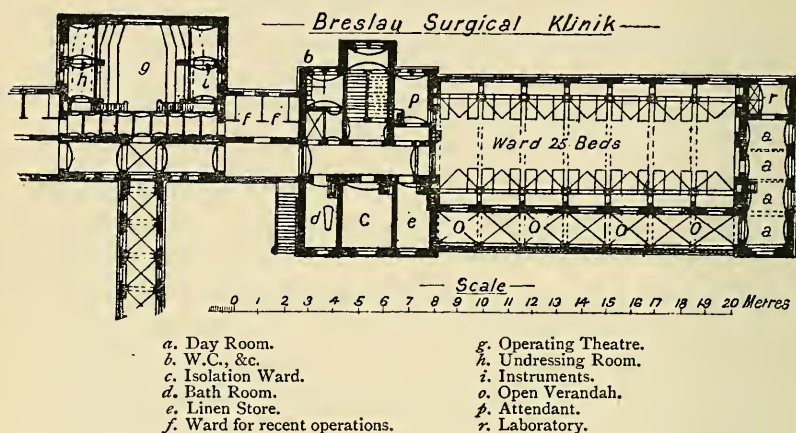 Breslau Surgical Klinik
b
h g i
f f p r
Ward 25 Beds
a
a
a
a
d c e o o o o
Scale
0 1 2 3 4 5 6 7 8 9 10 11 12 13 14 15 16 17 18 19 20 Metres
a. Day Room.
b. W.C., &c.
c. Isolation Ward.
d. Bath Room.
e. Linen Store.
f. Ward for recent operations.
g. Operating Theatre.
h. Undressing Room.
i. Instruments.
o. Open Verandah.
p. Attendant.
r. Laboratory.